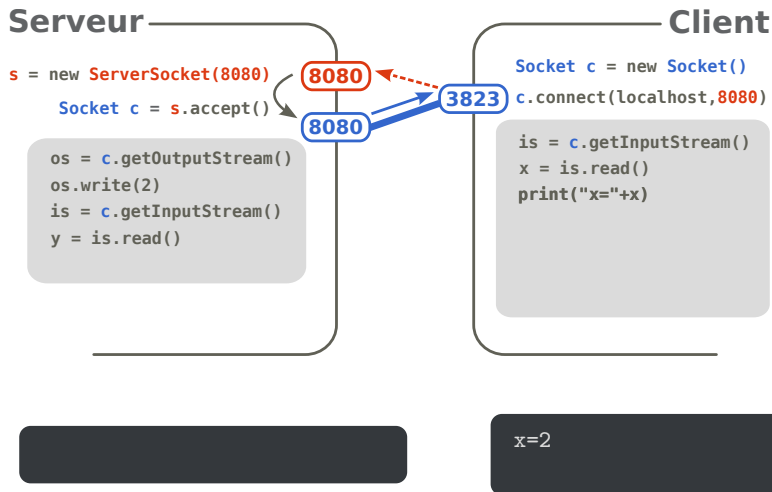 Serveur
s = new ServerSocket(8080)
Socket c = s.accept()
8080
8080
os = c.getOutputStream()
os.write(2)
is = c.getInputStream()
y = is.read()
Client
3823
Socket c = new Socket()
c.connect(localhost,8080)
is = c.getInputStream()
x = is.read()
print("x="+x)
x=2